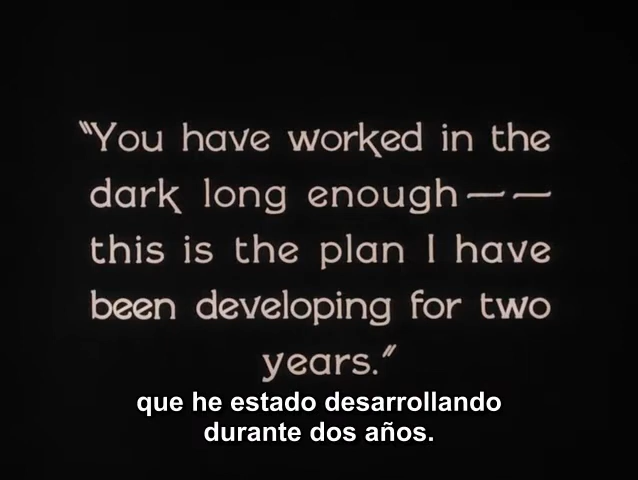 "You have worked in the
dark long enough — —
this is the plan I have
been developing for two
years."
que he estado desarrollando
durante dos años.